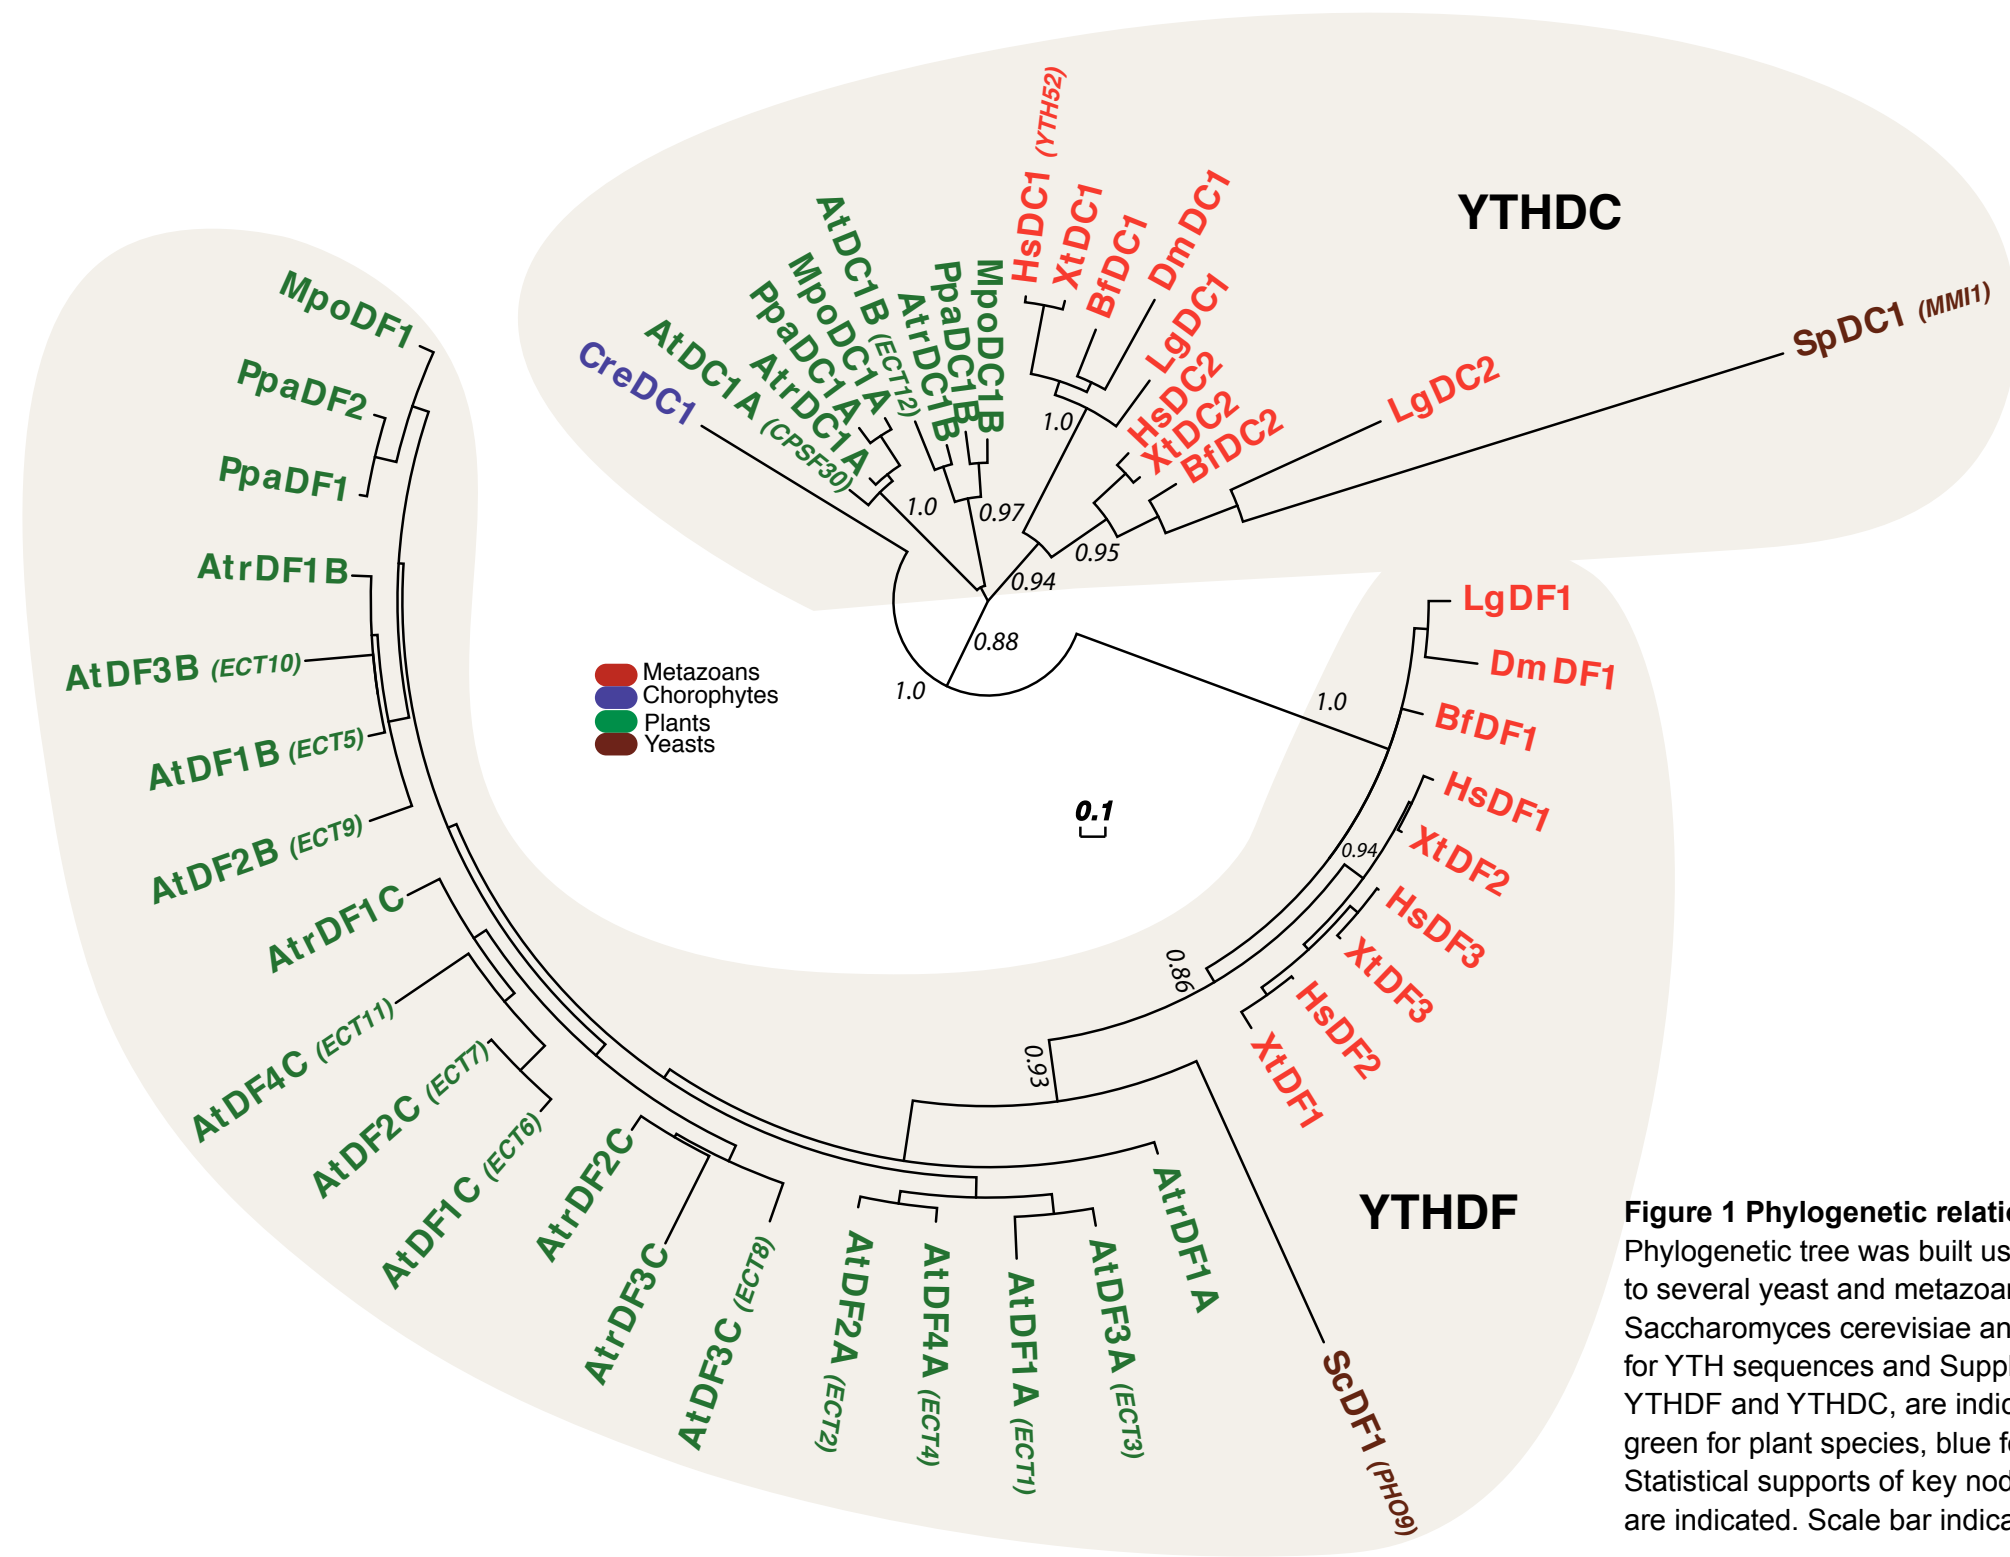 YTHDC
HsDC1 (YTH52)
XtDC1
BfDC1
DmDC1
LgDC1
HsDC2
XtDC2
BfDC2
LgDC2
SpDC1 (MMI1)
MpoDC1B
PpaDC1B
AtrDC1B
AtDC1B (ECT12)
MpoDC1A
PpaDC1A
AtrDC1A
AtDC1A (CPSF30)
CreDC1
1.0
0.97
1.0
0.95
0.94
0.88
1.0
1.0
Metazoans
Chorophytes
Plants
Yeasts
0.1
MpoDF1
PpaDF2
PpaDF1
AtrDF1B
AtDF3B (ECT10)
AtDF1B (ECT5)
AtDF2B (ECT9)
AtrDF1C
AtDF4C (ECT11)
AtDF2C (ECT7)
AtDF1C (ECT6)
AtrDF2C
AtrDF3C
AtDF3C (ECT8)
AtDF2A (ECT2)
AtDF4A (ECT4)
AtDF1A (ECT1)
AtDF3A (ECT3)
AtrDF1A
ScDF1 (PHO9)
LgDF1
DmDF1
BfDF1
HsDF1
XtDF2
HsDF3
XtDF3
HsDF2
XtDF1
0.94
0.86
0.93
YTHDF
Figure 1 Phylogenetic relati
Phylogenetic tree was built us
to several yeast and metazoa
Saccharomyces cerevisiae an
for YTH sequences and Suppl
YTHDF and YTHDC, are indic
green for plant species, blue f
Statistical supports of key nod
are indicated. Scale bar indica